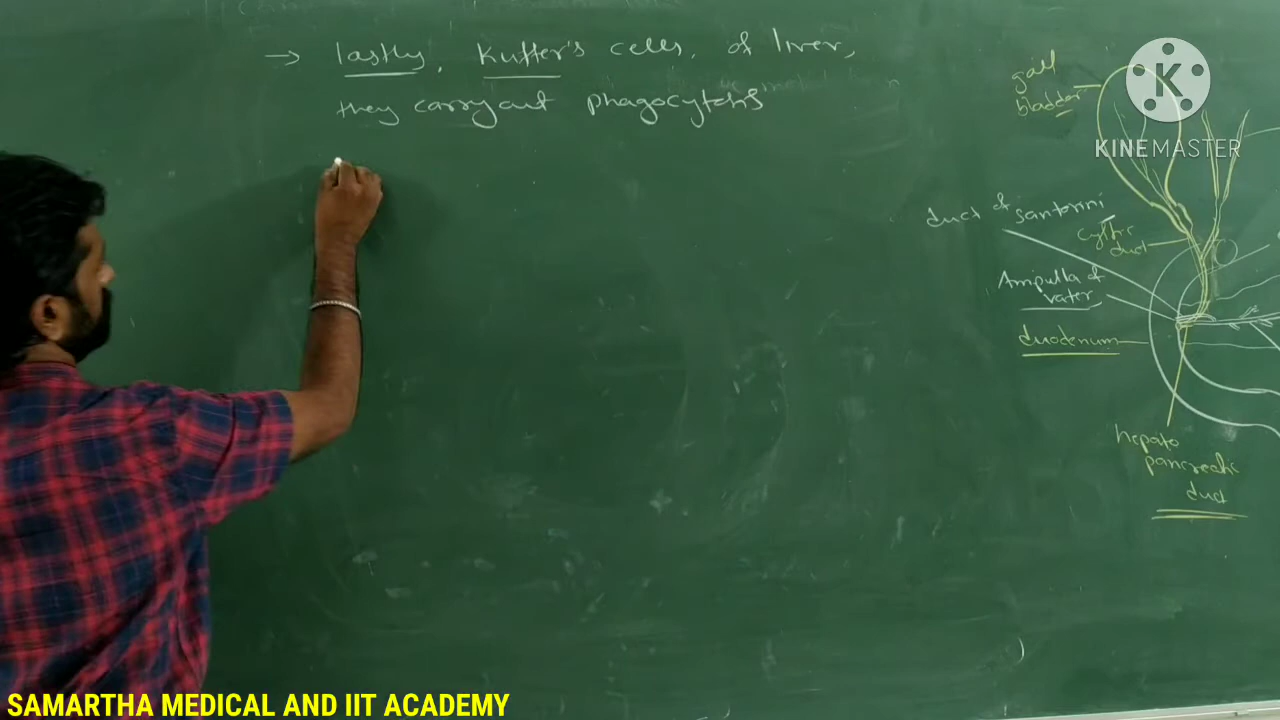 → lastly, Kuffer's cells, of liver,
they carryout phagocytosis
gall
bladder
duct of santorini
cystic
duct
Ampulla of
vater
duodenum
hepato
pancreatic
duct
K
KINEMASTER
SAMARTHA MEDICAL AND IIT ACADEMY